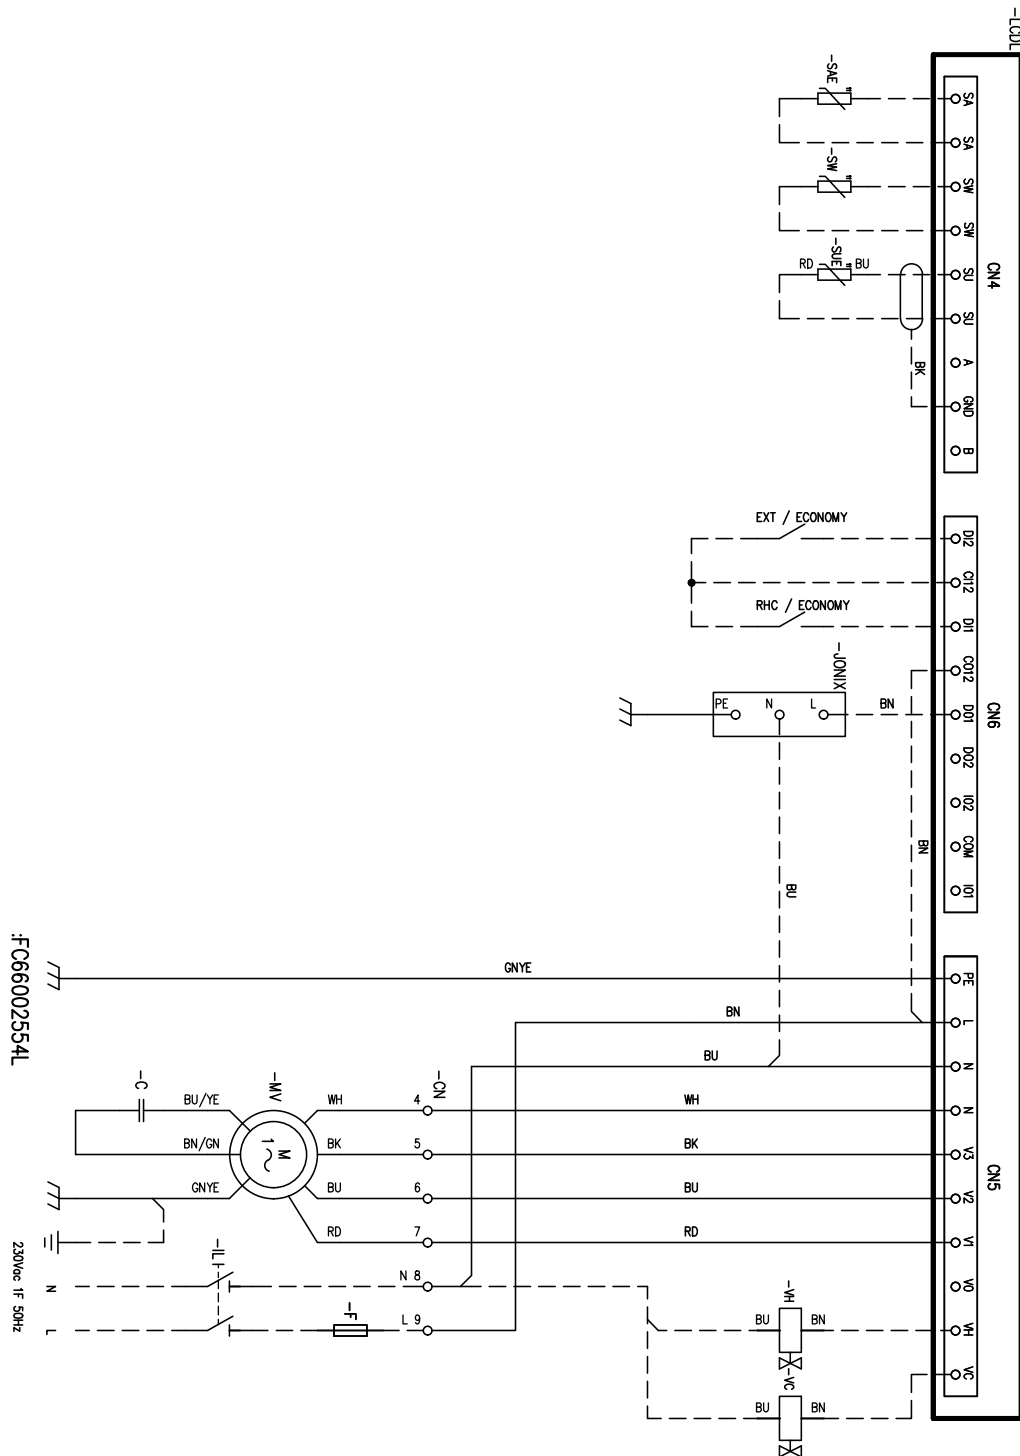 -LCDL
-SAE
SA
SA
-SW
SW
SW
-SUE
RD
BU
SU
CN4
SU
A
BK
GND
B
EXT / ECONOMY
DI2
CI12
RHC / ECONOMY
DI1
-JONIX
CO12
PE
N
L
BN
DO1
CN6
DO2
IO2
BN
COM
BU
IO1
GNYE
PE
BN
L
BU
N
-C
BU/YE
-MV
WH
4
-CN
WH
N
BN/GN
M
1
BK
5
BK
V3
CN5
GNYE
BU
6
BU
V2
RD
7
RD
V1
-IL
N 8
-VH
V0
N
-F
L 9
BU
BN
VH
L
-VC
VC
BU
BN
230Vac 1F 50Hz
:FC66002554L